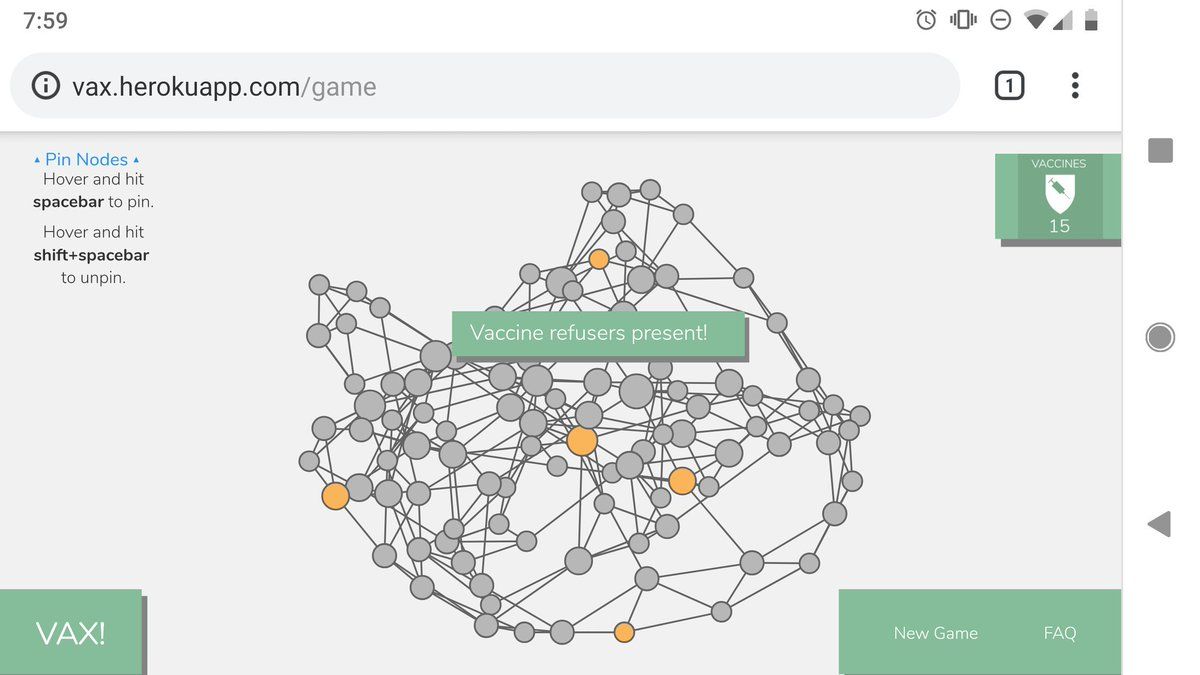 7:59
vax.herokuapp.com/game
1
▴ Pin Nodes ▴
Hover and hit
spacebar to pin.
Hover and hit
shift+spacebar
to unpin.
VACCINES
15
Vaccine refusers present!
VAX!
New Game
FAQ